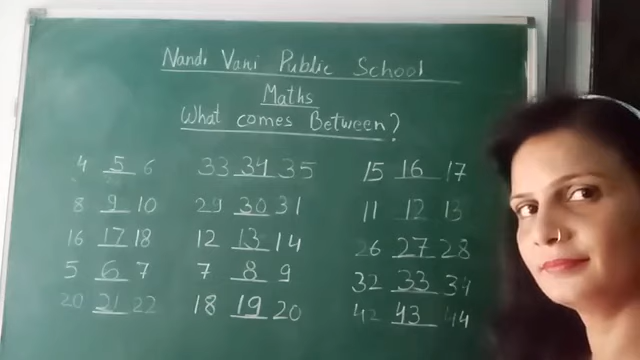 Nandi Vani Public School
Maths
What comes Between?
4 5 6 33 34 35 15 16 17
8 9 10 29 30 31 11 12 13
16 17 18 12 13 14 26 27 28
5 6 7 7 8 9 32 33 34
20 21 22 18 19 20 42 43 44